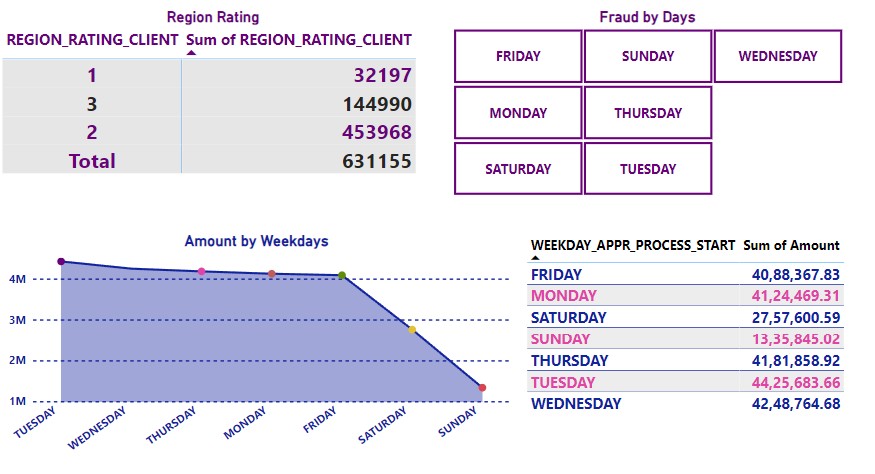 Region Rating
REGION_RATING_CLIENT Sum of REGION_RATING_CLIENT
1 32197
3 144990
2 453968
Total 631155
Fraud by Days
FRIDAY SUNDAY WEDNESDAY
MONDAY THURSDAY
SATURDAY TUESDAY
Amount by Weekdays
4M
3M
2M
1M
TUESDAY WEDNESDAY THURSDAY MONDAY FRIDAY SATURDAY SUNDAY
WEEKDAY_APPR_PROCESS_START Sum of Amount
FRIDAY 40,88,367.83
MONDAY 41,24,469.31
SATURDAY 27,57,600.59
SUNDAY 13,35,845.02
THURSDAY 41,81,858.92
TUESDAY 44,25,683.66
WEDNESDAY 42,48,764.68